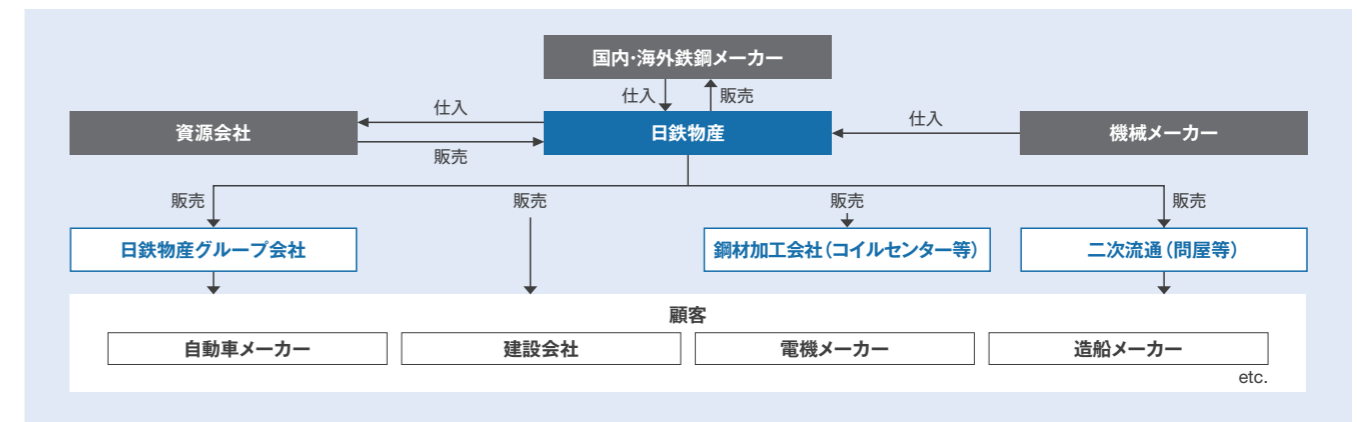 国内・海外鉄鋼メーカー
仕入
販売
仕入
仕入
資源会社
日鉄物産
機械メーカー
販売
販売
販売
販売
販売
日鉄物産グループ会社
鋼材加工会社（コイルセンター等）
二次流通（問屋等）
顧客
自動車メーカー
建設会社
電機メーカー
造船メーカー
etc.